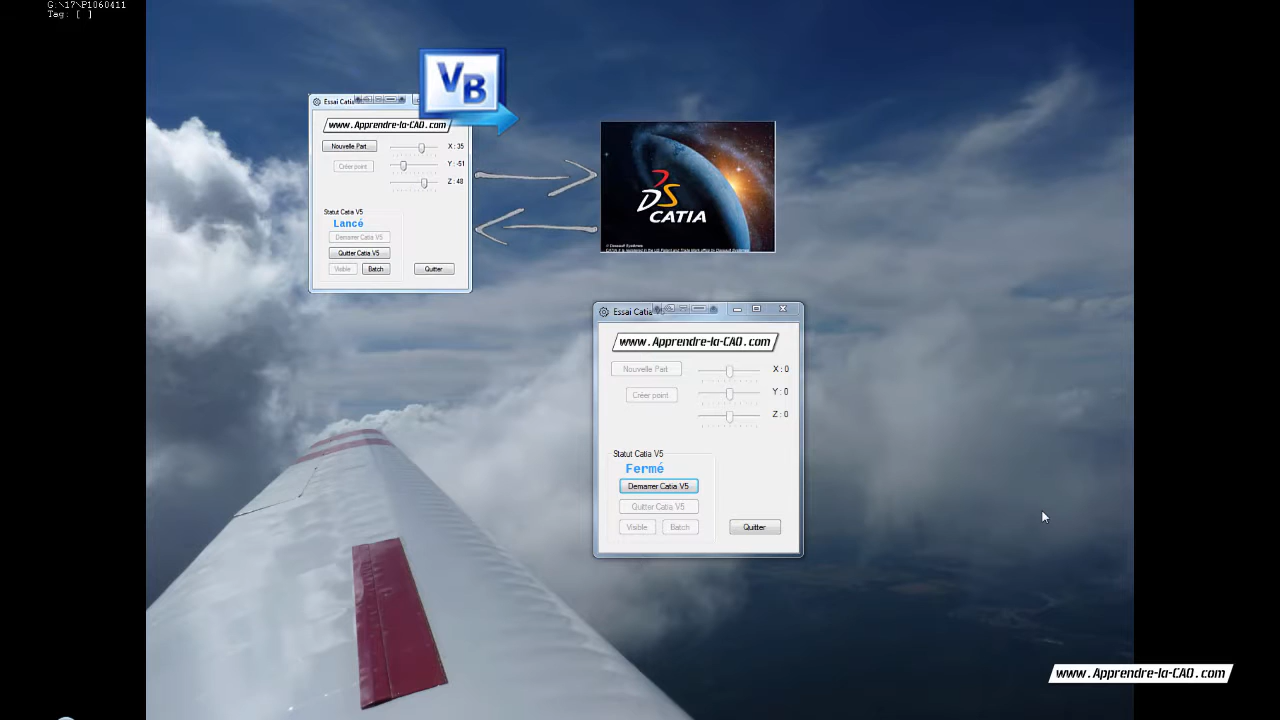 G:\17\P1060411
Tag: [ ]
VB
Essai Catia
www.Apprendre-la-CAO.com
Nouvelle Part
X : 35
Créer point
Y : -51
Z : 48
Statut Catia V5
Lancé
Demarrer Catia V5
Quitter Catia V5
Visible
Batch
Quitter
DS
CATIA
© Dassault Systèmes
Essai Catia
www.Apprendre-la-CAO.com
Nouvelle Part
X : 0
Créer point
Y : 0
Z : 0
Statut Catia V5
Fermé
Demarrer Catia V5
Quitter Catia V5
Visible
Batch
Quitter
www.Apprendre-la-CAO.com